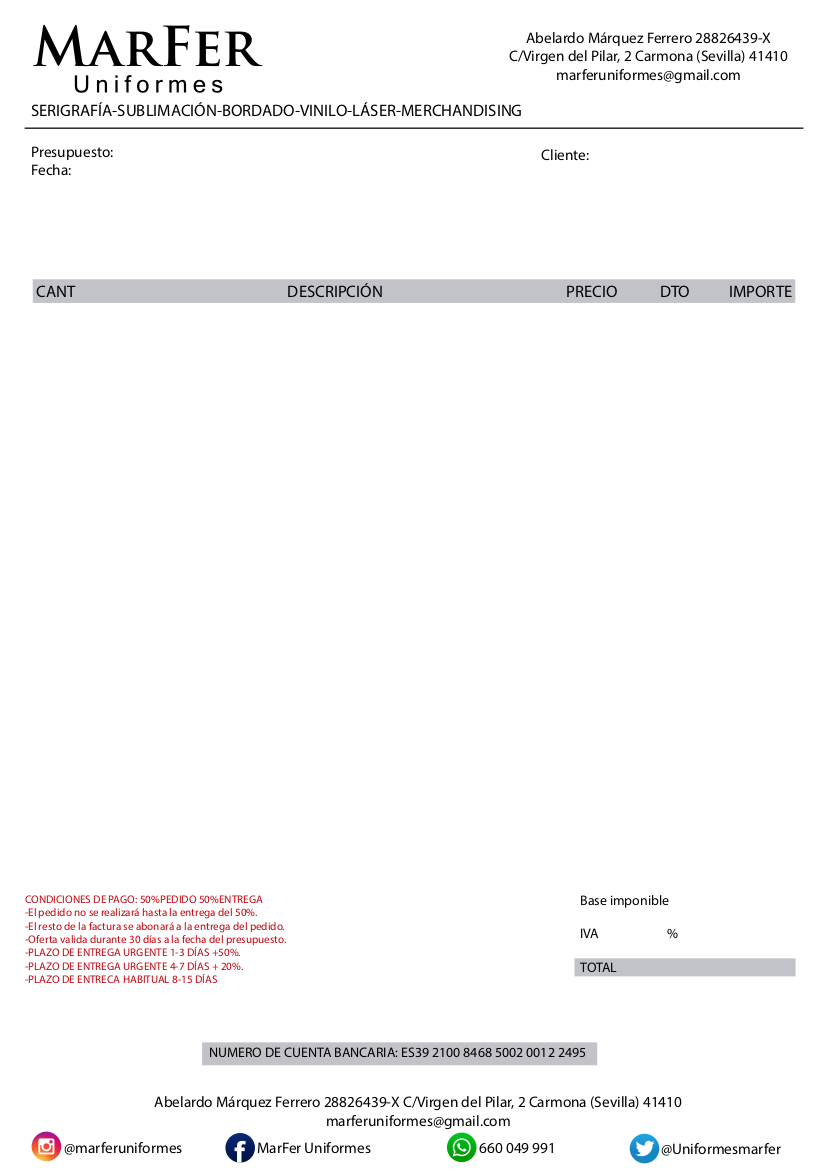 MARFER
Uniformes
SERIGRAFÍA-SUBLIMACIÓN-BORDADO-VINILO-LÁSER-MERCHANDISING
Abelardo Márquez Ferrero 28826439-X
C/Virgen del Pilar, 2 Carmona (Sevilla) 41410
marferuniformes@gmail.com
Presupuesto:
Fecha:
Cliente:
CANT DESCRIPCIÓN PRECIO DTO IMPORTE
CONDICIONES DE PAGO: 50%PEDIDO 50%ENTREGA
-El pedido no se realizará hasta la entrega del 50%.
-El resto de la factura se abonará a la entrega del pedido.
-Oferta valida durante 30 días a la fecha del presupuesto.
-PLAZO DE ENTREGA URGENTE 1-3 DÍAS +50%.
-PLAZO DE ENTREGA URGENTE 4-7 DÍAS + 20%.
-PLAZO DE ENTRECA HABITUAL 8-15 DÍAS
Base imponible
IVA %
TOTAL
NUMERO DE CUENTA BANCARIA: ES39 2100 8468 5002 0012 2495
Abelardo Márquez Ferrero 28826439-X C/Virgen del Pilar, 2 Carmona (Sevilla) 41410
marferuniformes@gmail.com
@marferuniformes MarFer Uniformes 660 049 991 @Uniformesmarfer